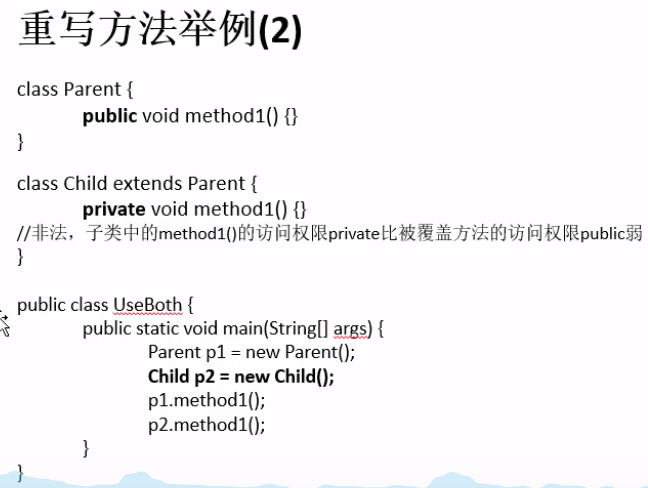 重写方法举例(2)
class Parent {
public void method1() {}
}
class Child extends Parent {
private void method1() {}
//非法，子类中的method1()的访问权限private比被覆盖方法的访问权限public弱
}
public class UseBoth {
public static void main(String[] args) {
Parent p1 = new Parent();
Child p2 = new Child();
p1.method1();
p2.method1();
}
}